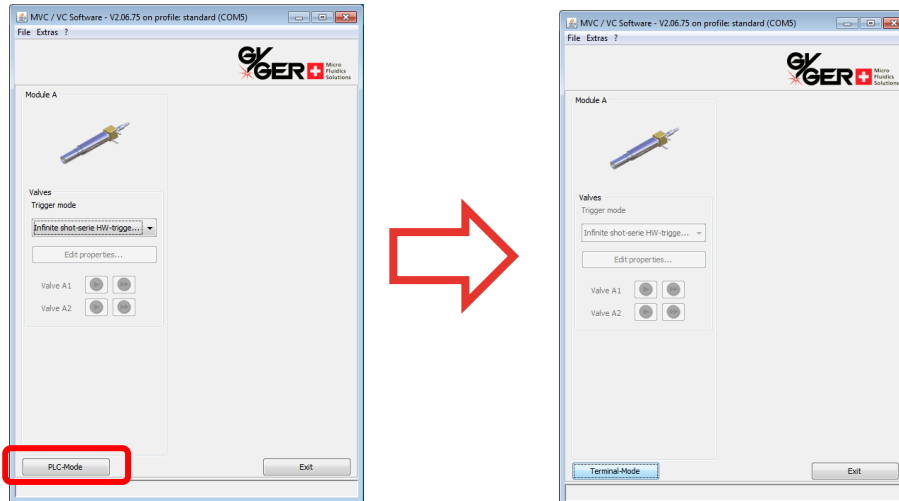 MVC / VC Software - V2.06.75 on profile: standard (COM5)
File Extras ?
GYGER
Micro
Fluidics
Solutions
Module A
Valves
Trigger mode
Infinite shot-serie HW-trigge...
Edit properties...
Valve A1
Valve A2
PLC-Mode
Exit
MVC / VC Software - V2.06.75 on profile: standard (COM5)
File Extras ?
GYGER
Micro
Fluidics
Solutions
Module A
Valves
Trigger mode
Infinite shot-serie HW-trigge...
Edit properties...
Valve A1
Valve A2
Terminal-Mode
Exit